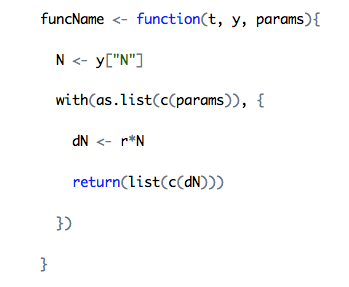 funcName <- function(t, y, params){
N <- y["N"]
with(as.list(c(params)), {
dN <- r*N
return(list(c(dN)))
})
}